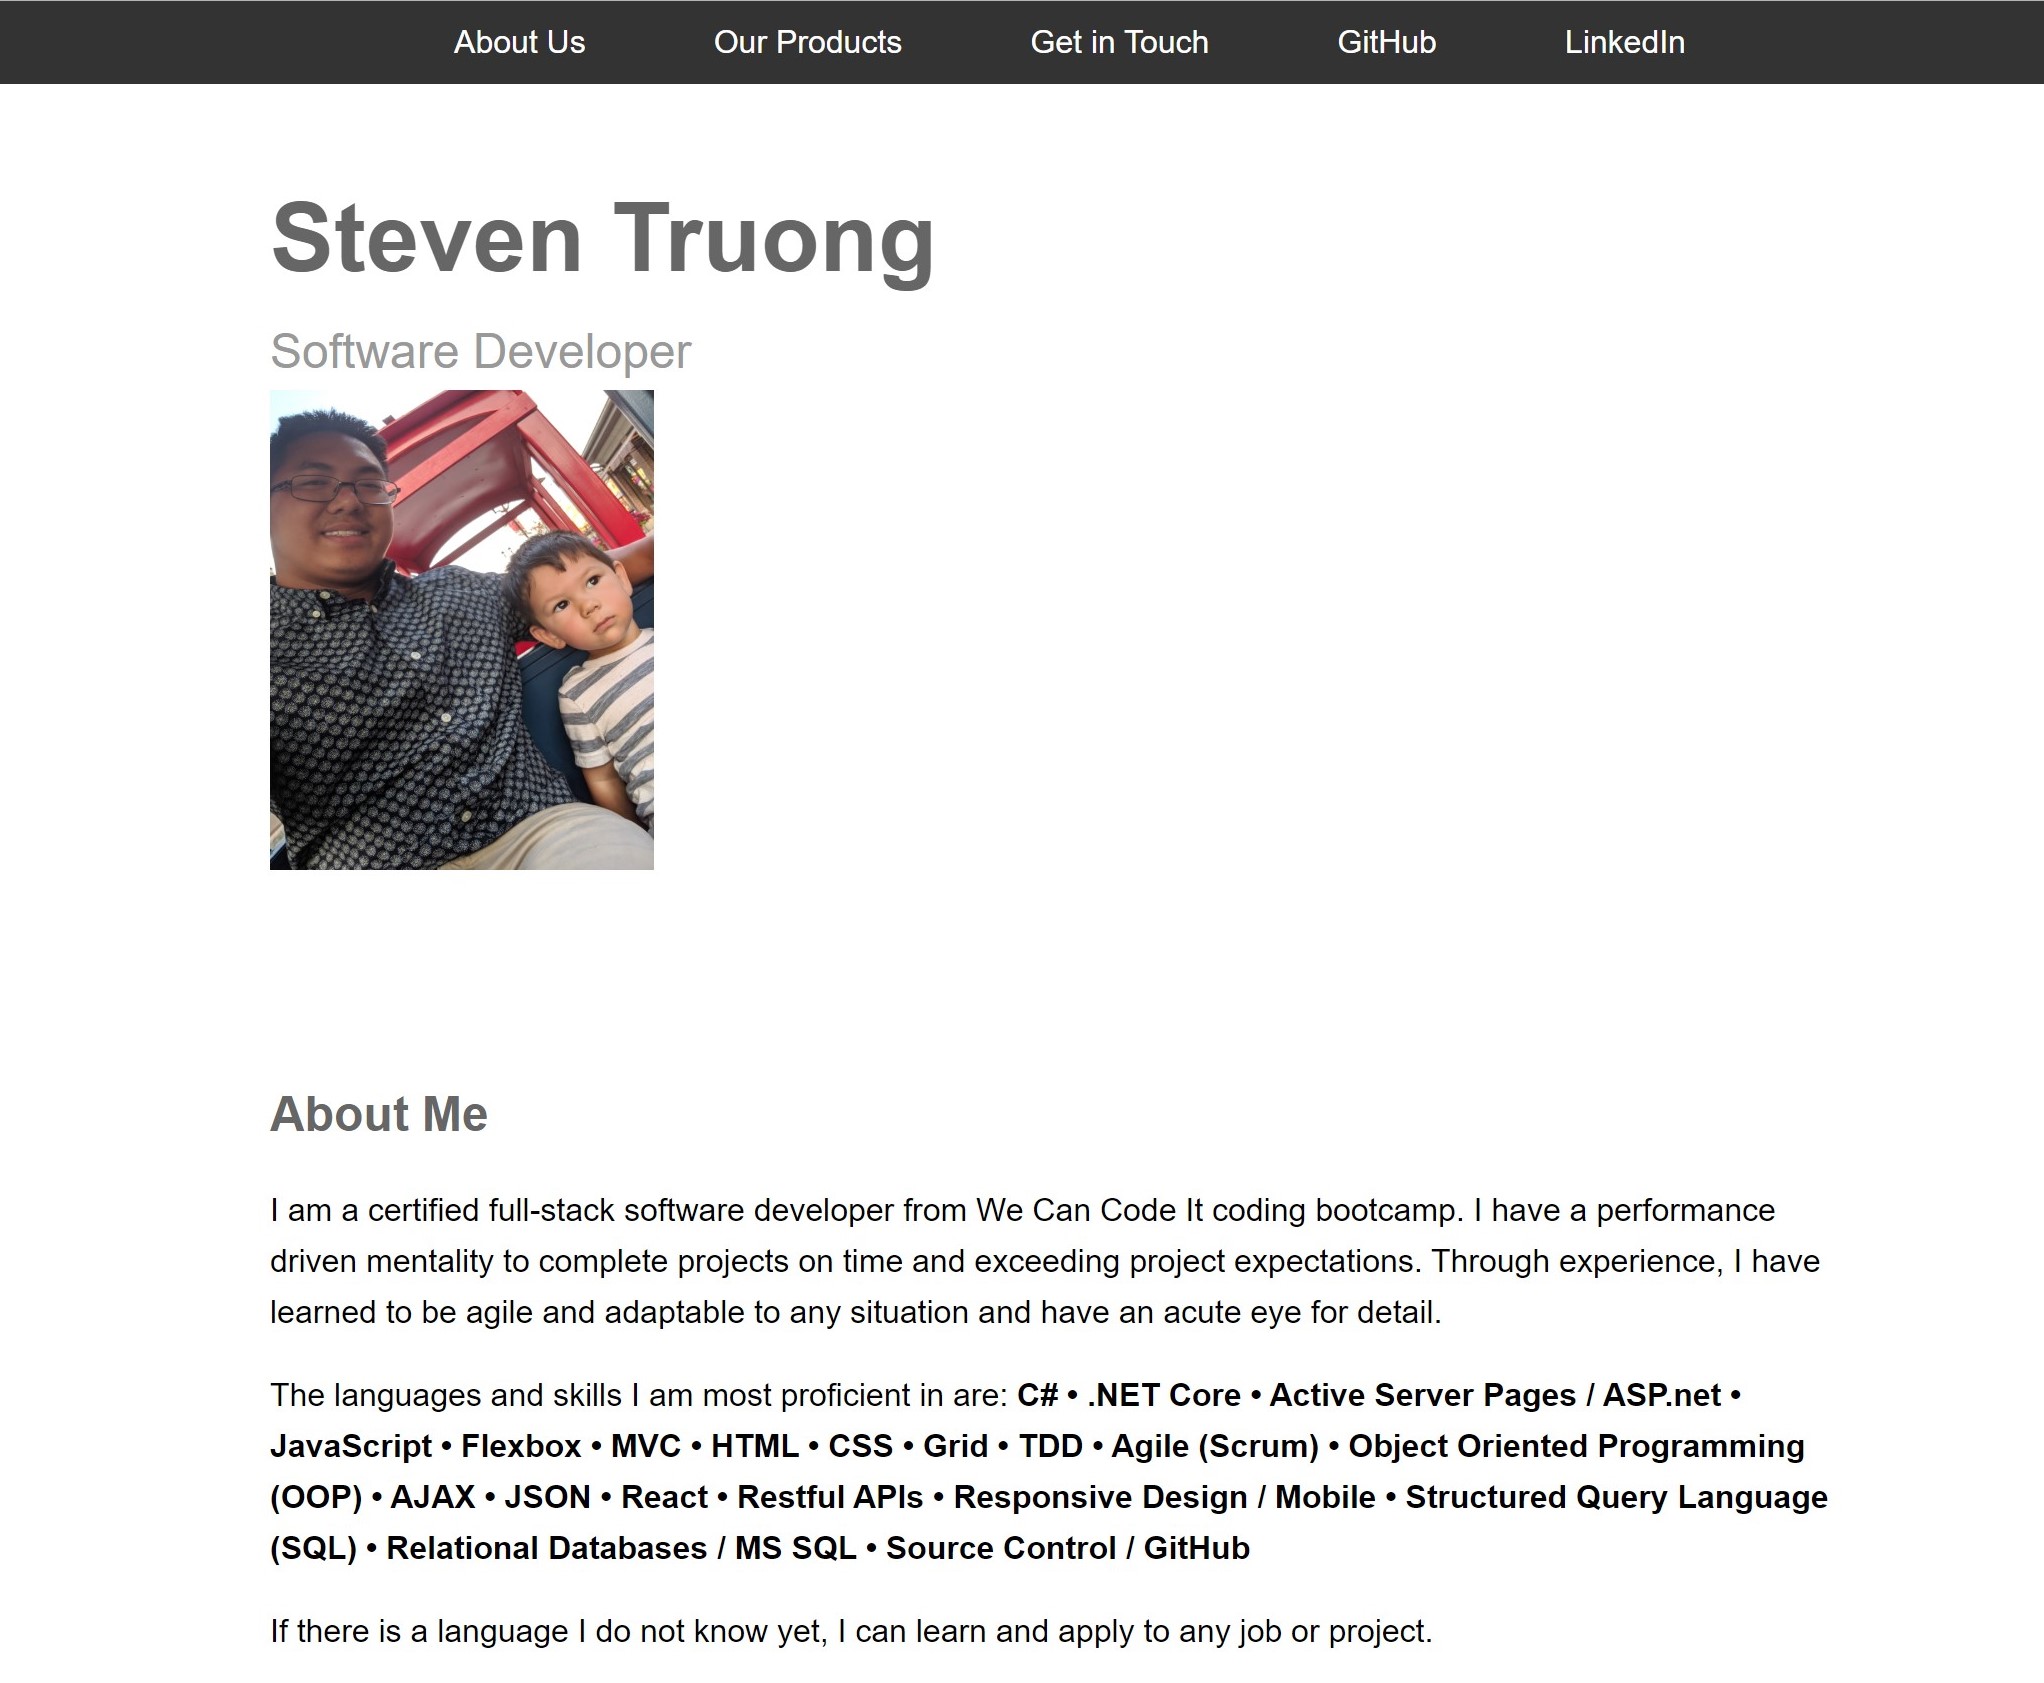 About Us Our Products Get in Touch GitHub LinkedIn
Steven Truong
Software Developer
About Me
I am a certified full-stack software developer from We Can Code It coding bootcamp. I have a performance
driven mentality to complete projects on time and exceeding project expectations. Through experience, I have
learned to be agile and adaptable to any situation and have an acute eye for detail.
The languages and skills I am most proficient in are: C# • .NET Core • Active Server Pages / ASP.net •
JavaScript • Flexbox • MVC • HTML • CSS • Grid • TDD • Agile (Scrum) • Object Oriented Programming
(OOP) • AJAX • JSON • React • Restful APIs • Responsive Design / Mobile • Structured Query Language
(SQL) • Relational Databases / MS SQL • Source Control / GitHub
If there is a language I do not know yet, I can learn and apply to any job or project.